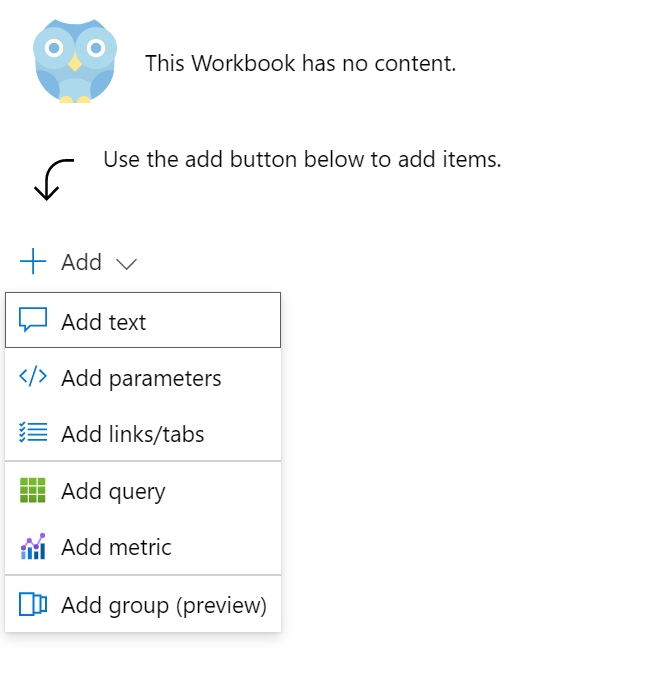 This Workbook has no content.
Use the add button below to add items.
Add
Add text
Add parameters
Add links/tabs
Add query
Add metric
Add group (preview)